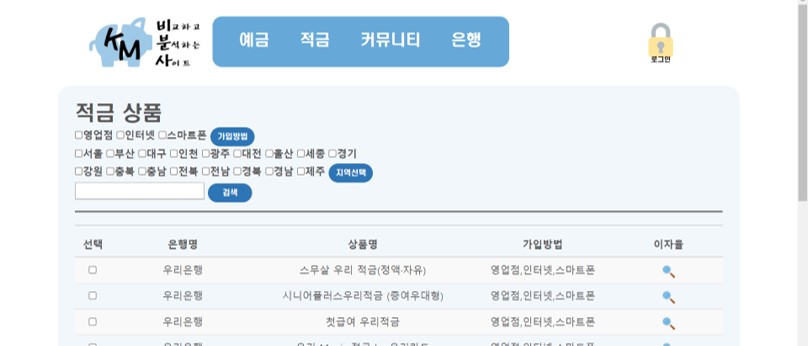 KM
비교하고
분석하는
사이트
예금 적금 커뮤니티 은행
로그인
적금 상품
영업점 인터넷 스마트폰 가입방법
서울 부산 대구 인천 광주 대전 울산 세종 경기
강원 충북 충남 전북 전남 경북 경남 제주 지역선택
검색
선택 은행명 상품명 가입방법 이자율
우리은행 스무살 우리 적금(정액·자유) 영업점,인터넷,스마트폰
우리은행 시니어플러스우리적금 (증여우대형) 영업점,인터넷,스마트폰
우리은행 첫급여 우리적금 영업점,인터넷,스마트폰